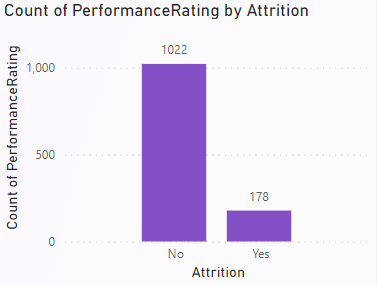 Count of PerformanceRating by Attrition
Count of PerformanceRating
1,000
500
0
1022
178
No
Yes
Attrition